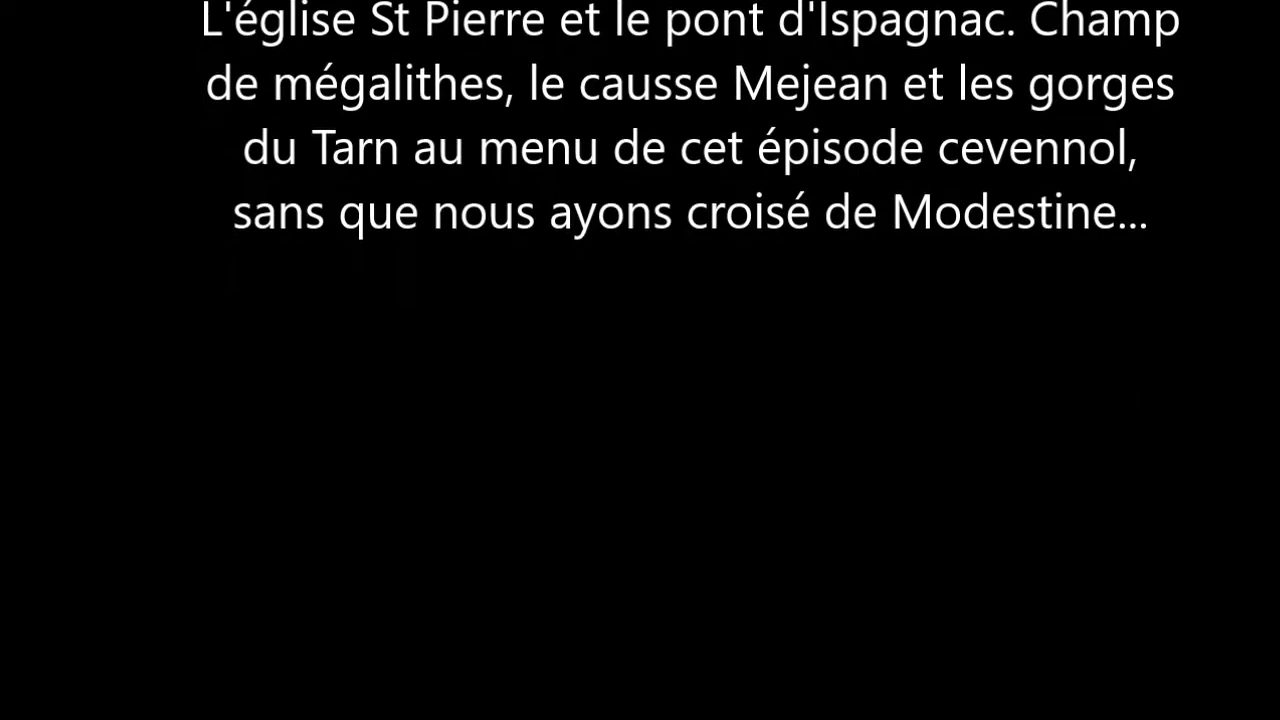 L'église St Pierre et le pont d'Ispagnac. Champ
de mégalithes, le causse Mejean et les gorges
du Tarn au menu de cet épisode cevennol,
sans que nous ayons croisé de Modestine...